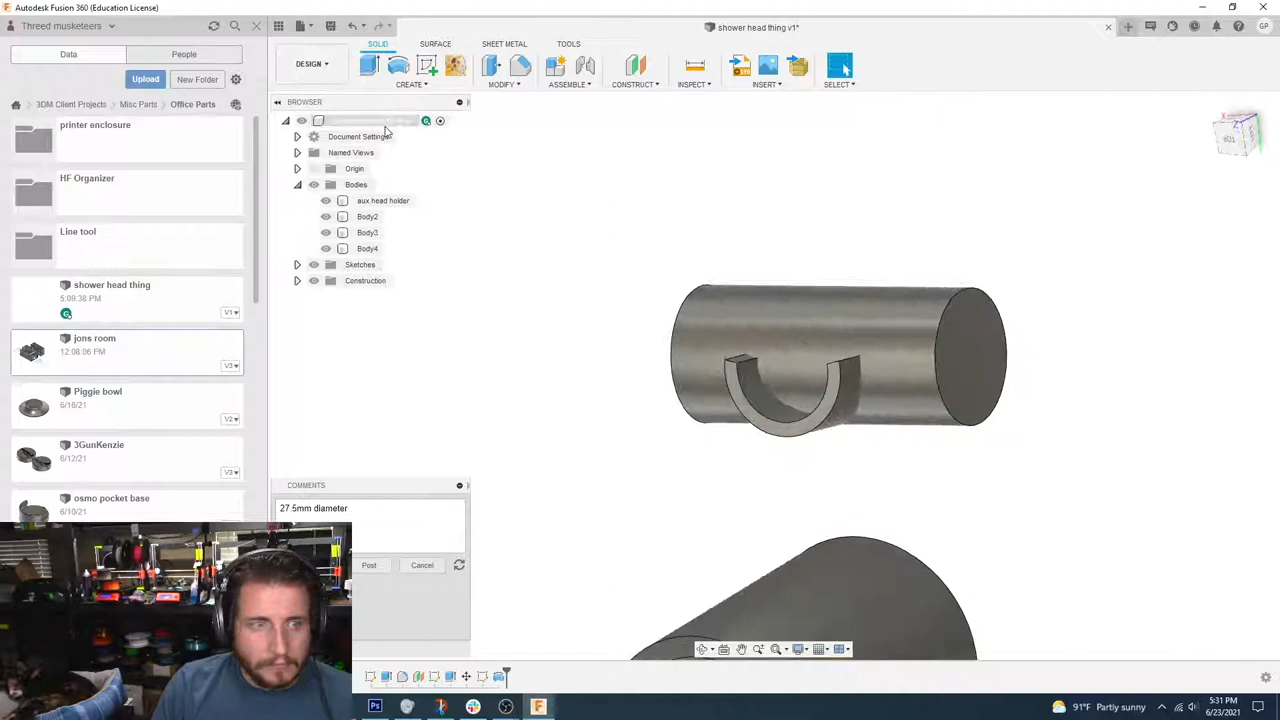 Autodesk Fusion 360 (Education License)
Threed musketeers
shower head thing v1*
GP
Data
People
SOLID
SURFACE
SHEET METAL
TOOLS
DESIGN
CREATE
MODIFY
ASSEMBLE
CONSTRUCT
INSPECT
INSERT
SELECT
Upload
New Folder
3DM Client Projects
Misc Parts
Office Parts
BROWSER
printer enclosure
HF Organizer
Line tool
shower head thing
5:09:38 PM
V1
jons room
12:08:06 PM
V3
Piggie bowl
6/16/21
V2
3GunKenzie
6/12/21
V3
osmo pocket base
6/10/21
Document Settings
Named Views
Origin
Bodies
aux head holder
Body2
Body3
Body4
Sketches
Construction
TOP
COMMENTS
27.5mm diameter
Post
Cancel
91°F Partly sunny
5:31 PM
6/23/2021